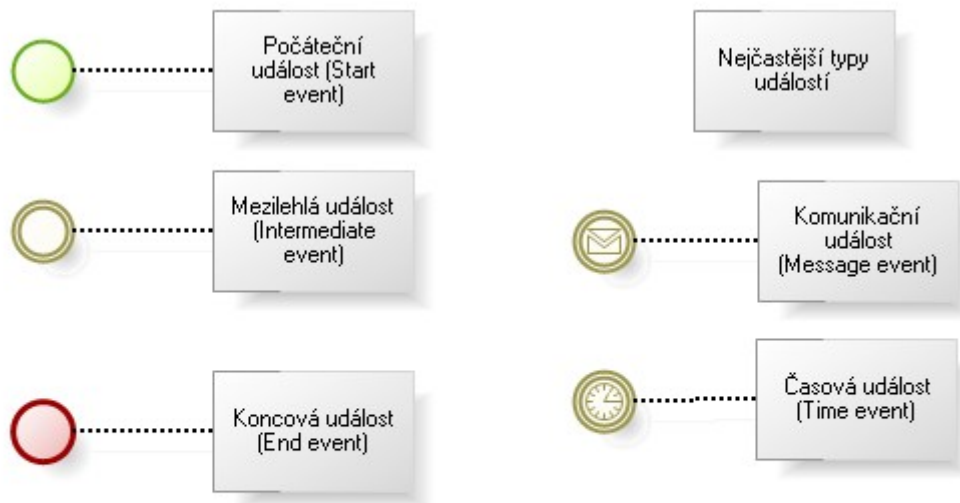 Počáteční
událost (Start
event)
Nejčastější typy
událostí
Mezilehlá událost
(Intermediate
event)
Komunikační
událost
(Message event)
Koncová událost
(End event)
Časová událost
(Time event)